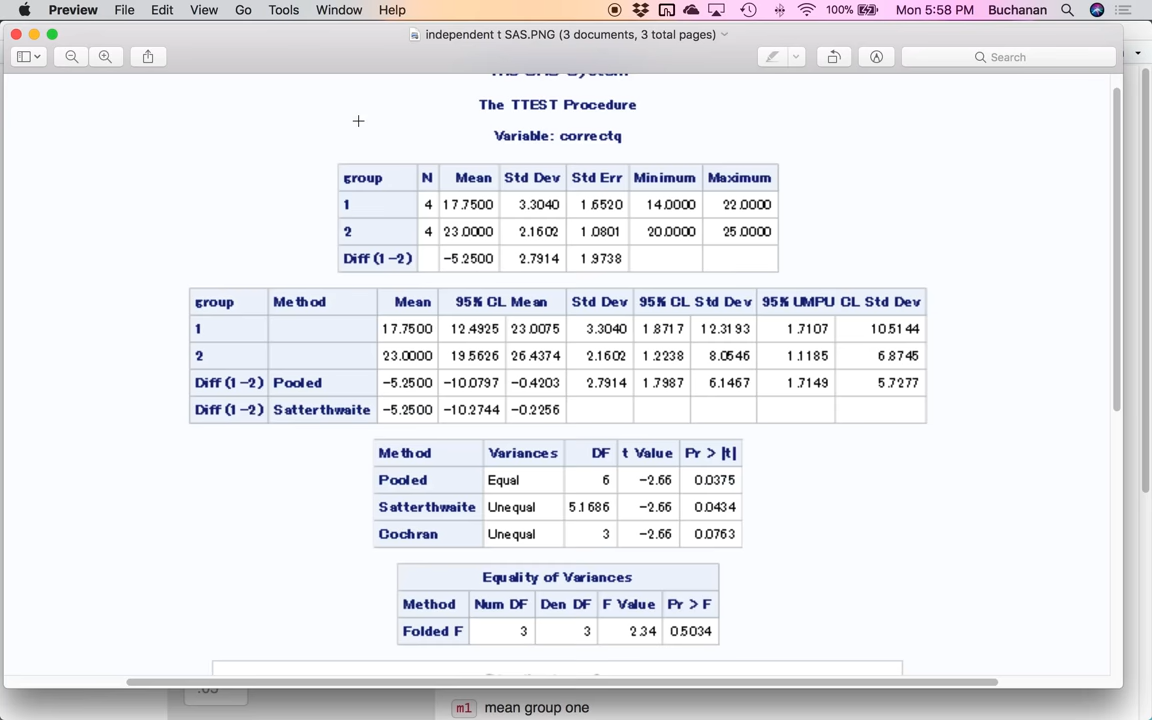 Preview File Edit View Go Tools Window Help 100% Mon 5:58 PM Buchanan
independent t SAS.PNG (3 documents, 3 total pages)
Search
The SAS System
The TTEST Procedure
Variable: correctq
group N Mean Std Dev Std Err Minimum Maximum
1 4 17.7500 3.3040 1.6520 14.0000 22.0000
2 4 23.0000 2.1602 1.0801 20.0000 25.0000
Diff (1-2) -5.2500 2.7914 1.9738
group Method Mean 95% CL Mean Std Dev 95% CL Std Dev 95% UMPU CL Std Dev
1 17.7500 12.4925 23.0075 3.3040 1.8717 12.3193 1.7107 10.5144
2 23.0000 19.5626 26.4374 2.1602 1.2238 8.0546 1.1185 6.8745
Diff (1-2) Pooled -5.2500 -10.0797 -0.4203 2.7914 1.7987 6.1467 1.7149 5.7277
Diff (1-2) Satterthwaite -5.2500 -10.2744 -0.2256
Method Variances DF t Value Pr > |t|
Pooled Equal 6 -2.66 0.0375
Satterthwaite Unequal 5.1686 -2.66 0.0434
Cochran Unequal 3 -2.66 0.0763
Equality of Variances
Method Num DF Den DF F Value Pr > F
Folded F 3 3 2.34 0.5034
.05
m1 mean group one